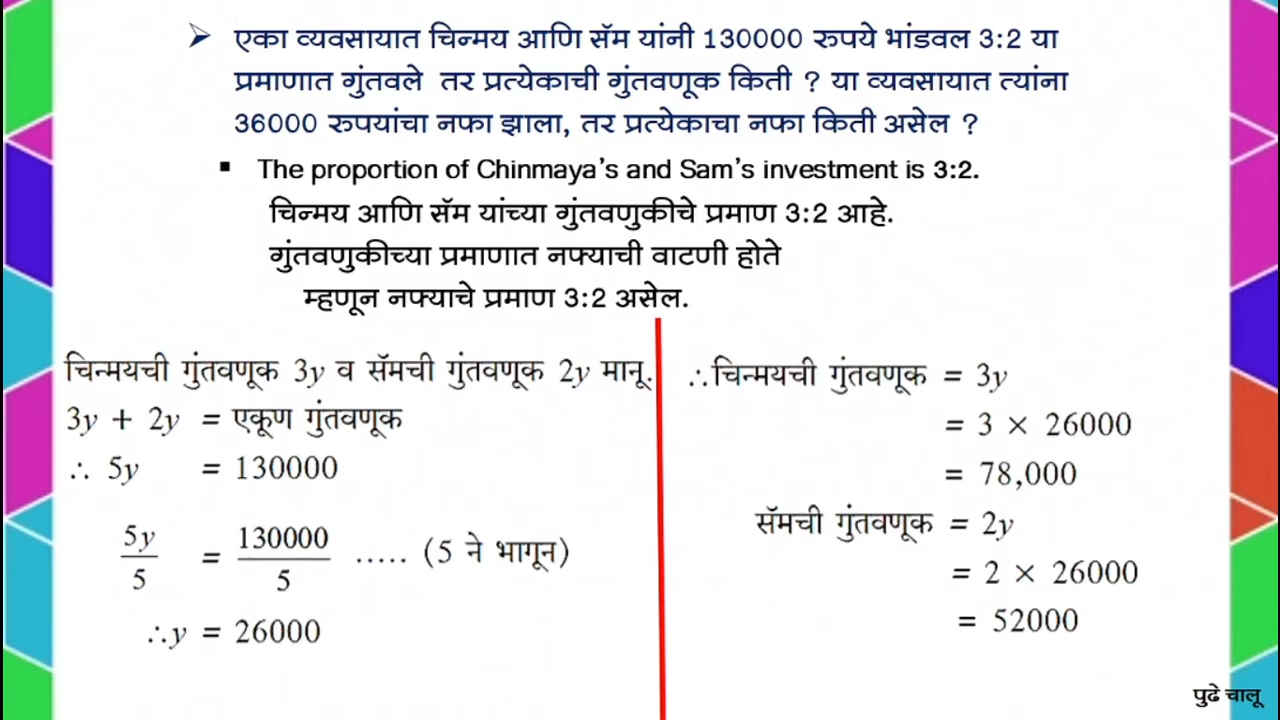 ➤ एका व्यवसायात चिन्मय आणि सॅम यांनी 130000 रुपये भांडवल 3:2 या
प्रमाणात गुंतवले तर प्रत्येकाची गुंतवणूक किती ? या व्यवसायात त्यांना
36000 रुपयांचा नफा झाला, तर प्रत्येकाचा नफा किती असेल ?
▪ The proportion of Chinmaya's and Sam's investment is 3:2.
चिन्मय आणि सॅम यांच्या गुंतवणुकीचे प्रमाण 3:2 आहे.
गुंतवणुकीच्या प्रमाणात नफ्याची वाटणी होते
म्हणून नफ्याचे प्रमाण 3:2 असेल.
चिन्मयची गुंतवणूक 3y व सॅमची गुंतवणूक 2y मानू.
3y + 2y = एकूण गुंतवणूक
∴ 5y = 130000
5y/5 = 130000/5 ..... (5 ने भागून)
∴y = 26000
∴चिन्मयची गुंतवणूक = 3y
= 3 × 26000
= 78,000
सॅमची गुंतवणूक = 2y
= 2 × 26000
= 52000
पुढे चालू